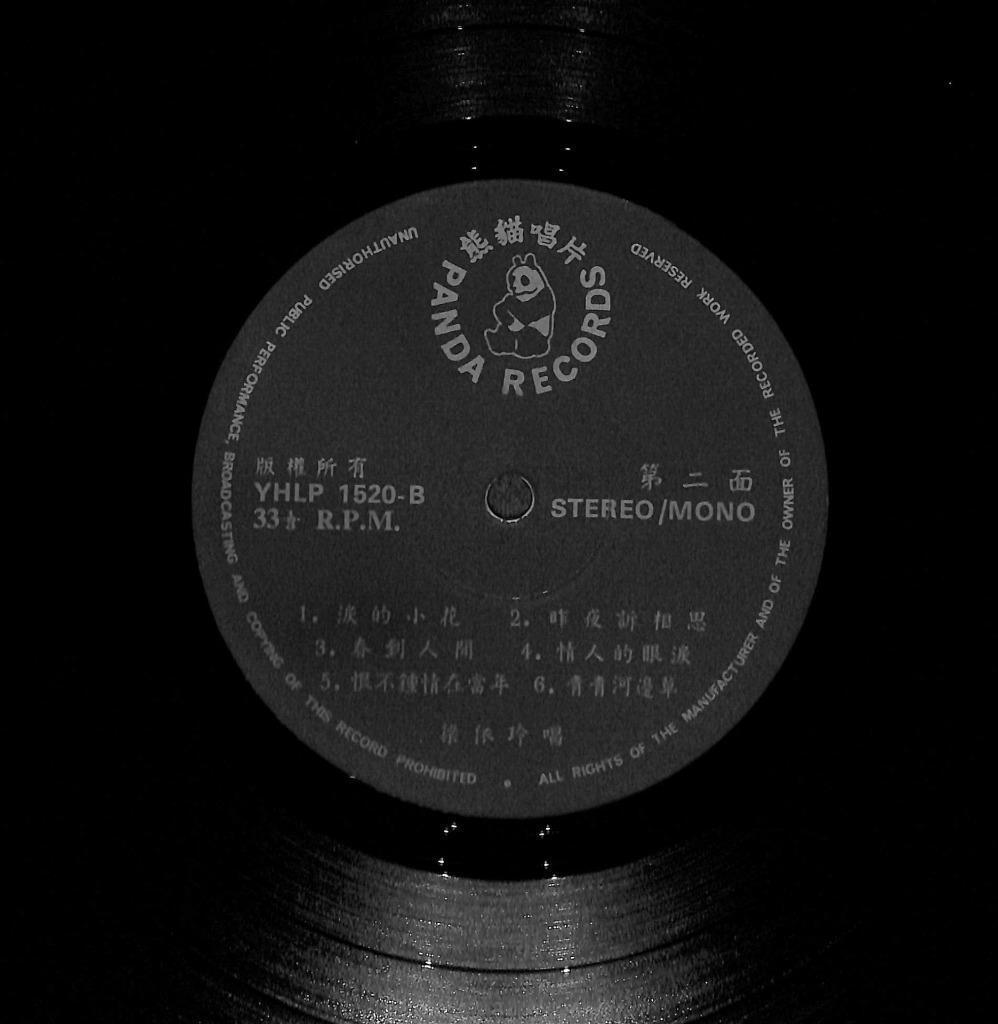 熊貓唱片
PANDA RECORDS
版權所有
YHLP 1520-B
33⅓ R.P.M.
第二面
STEREO/MONO
1. 淚的小花 2. 昨夜訴相思
3. 春到人間 4. 情人的眼淚
5. 恨不鍾情在當年 6. 青青河邊草
梁依玲唱
ALL RIGHTS OF THE MANUFACTURER AND OF THE OWNER OF THE RECORDED WORK RESERVED
UNAUTHORISED PUBLIC PERFORMANCE, BROADCASTING AND COPYING OF THIS RECORD PROHIBITED